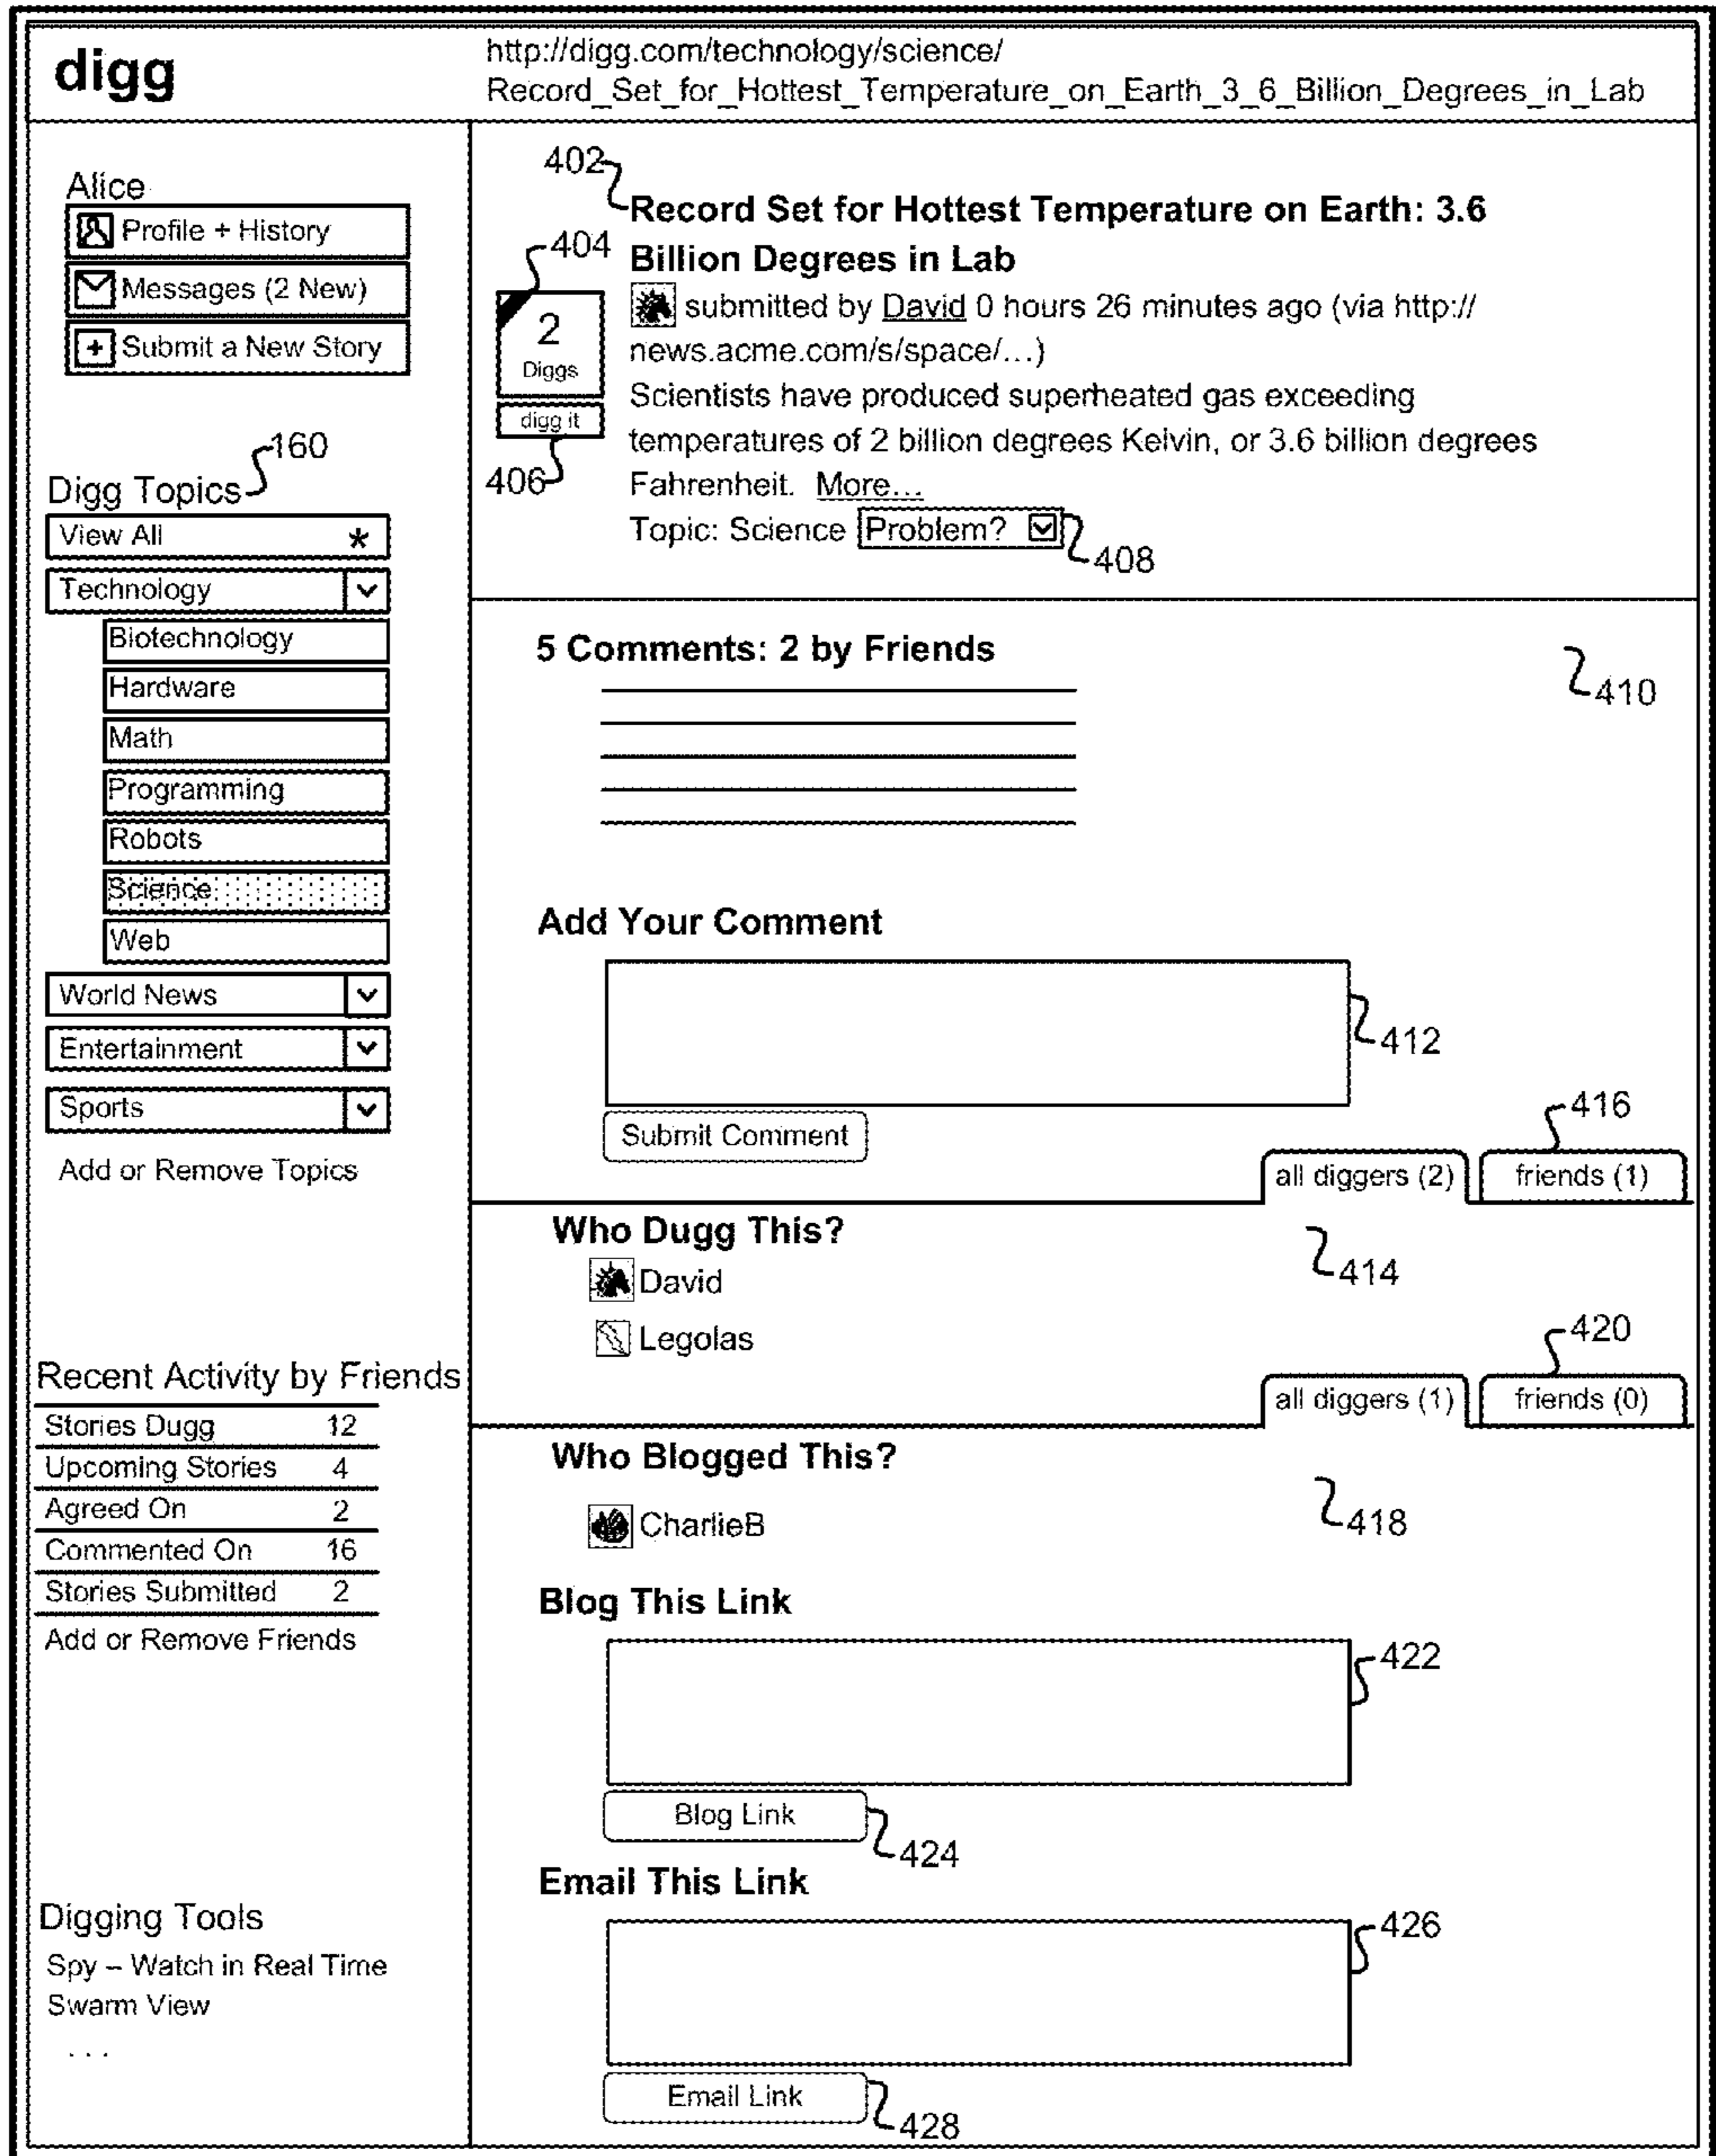 digg
http://digg.com/technology/science/
Record_Set_for_Hottest_Temperature_on_Earth_3_6_Billion_Degrees_in_Lab
Alice
Profile + History
Messages (2 New)
+ Submit a New Story
160
Digg Topics
View All *
Technology
Biotechnology
Hardware
Math
Programming
Robots
Science
Web
World News
Entertainment
Sports
Add or Remove Topics
Recent Activity by Friends
Stories Dugg 12
Upcoming Stories 4
Agreed On 2
Commented On 16
Stories Submitted 2
Add or Remove Friends
Digging Tools
Spy – Watch in Real Time
Swarm View
. . .
402
Record Set for Hottest Temperature on Earth: 3.6
Billion Degrees in Lab
404
2
Diggs
digg it
406
submitted by David 0 hours 26 minutes ago (via http://
news.acme.com/s/space/...)
Scientists have produced superheated gas exceeding
temperatures of 2 billion degrees Kelvin, or 3.6 billion degrees
Fahrenheit. More...
Topic: Science Problem?
408
5 Comments: 2 by Friends
410
Add Your Comment
412
Submit Comment
416
all diggers (2) friends (1)
Who Dugg This?
414
David
Legolas
420
all diggers (1) friends (0)
Who Blogged This?
418
CharlieB
Blog This Link
422
Blog Link
424
Email This Link
426
Email Link
428